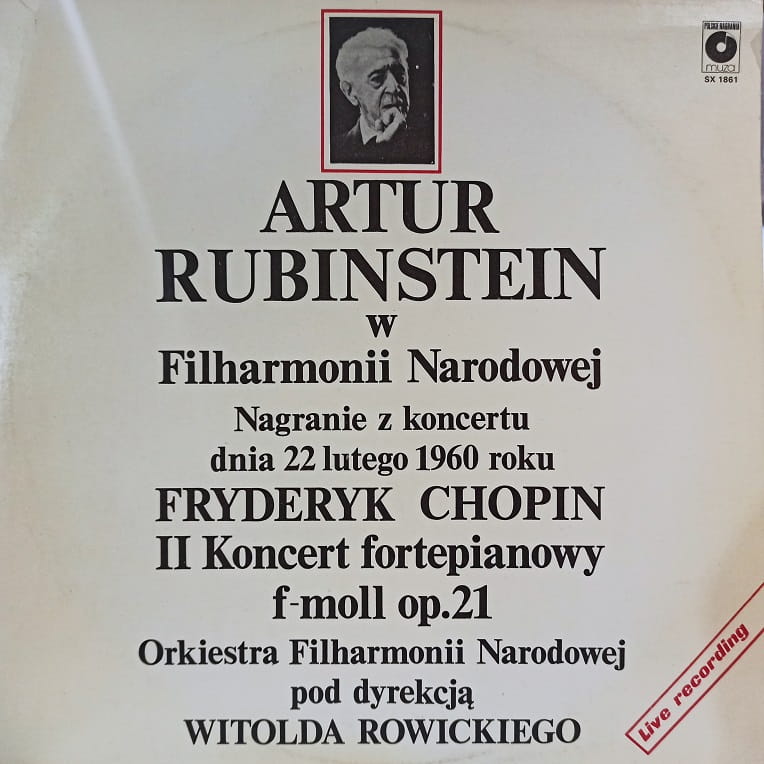 POLSKIE NAGRANIA
muza
SX 1861
ARTUR
RUBINSTEIN
w
Filharmonii Narodowej
Nagranie z koncertu
dnia 22 lutego 1960 roku
FRYDERYK CHOPIN
II Koncert fortepianowy
f-moll op.21
Orkiestra Filharmonii Narodowej
pod dyrekcją
WITOLDA ROWICKIEGO
Live recording